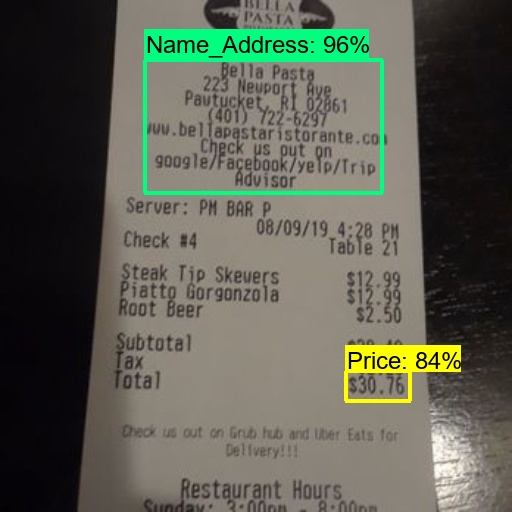 BELLA
PASTA
Name_Address: 96%
Bella Pasta
223 Newport Ave
Pawtucket, RI 02861
(401) 722-6297
www.bellapastaristorante.com
Check us out on
google/Facebook/yelp/Trip
Advisor
Server: PM BAR P
08/09/19 4:28 PM
Check #4 Table 21
Steak Tip Skewers $12.99
Piatto Gorgonzola $12.99
Root Beer $2.50
Subtotal
Tax
Price: 84%
Total $30.76
Check us out on Grub hub and Uber Eats for
Delivery!!!
Restaurant Hours
Sunday: 3:00pm - 8:00pm